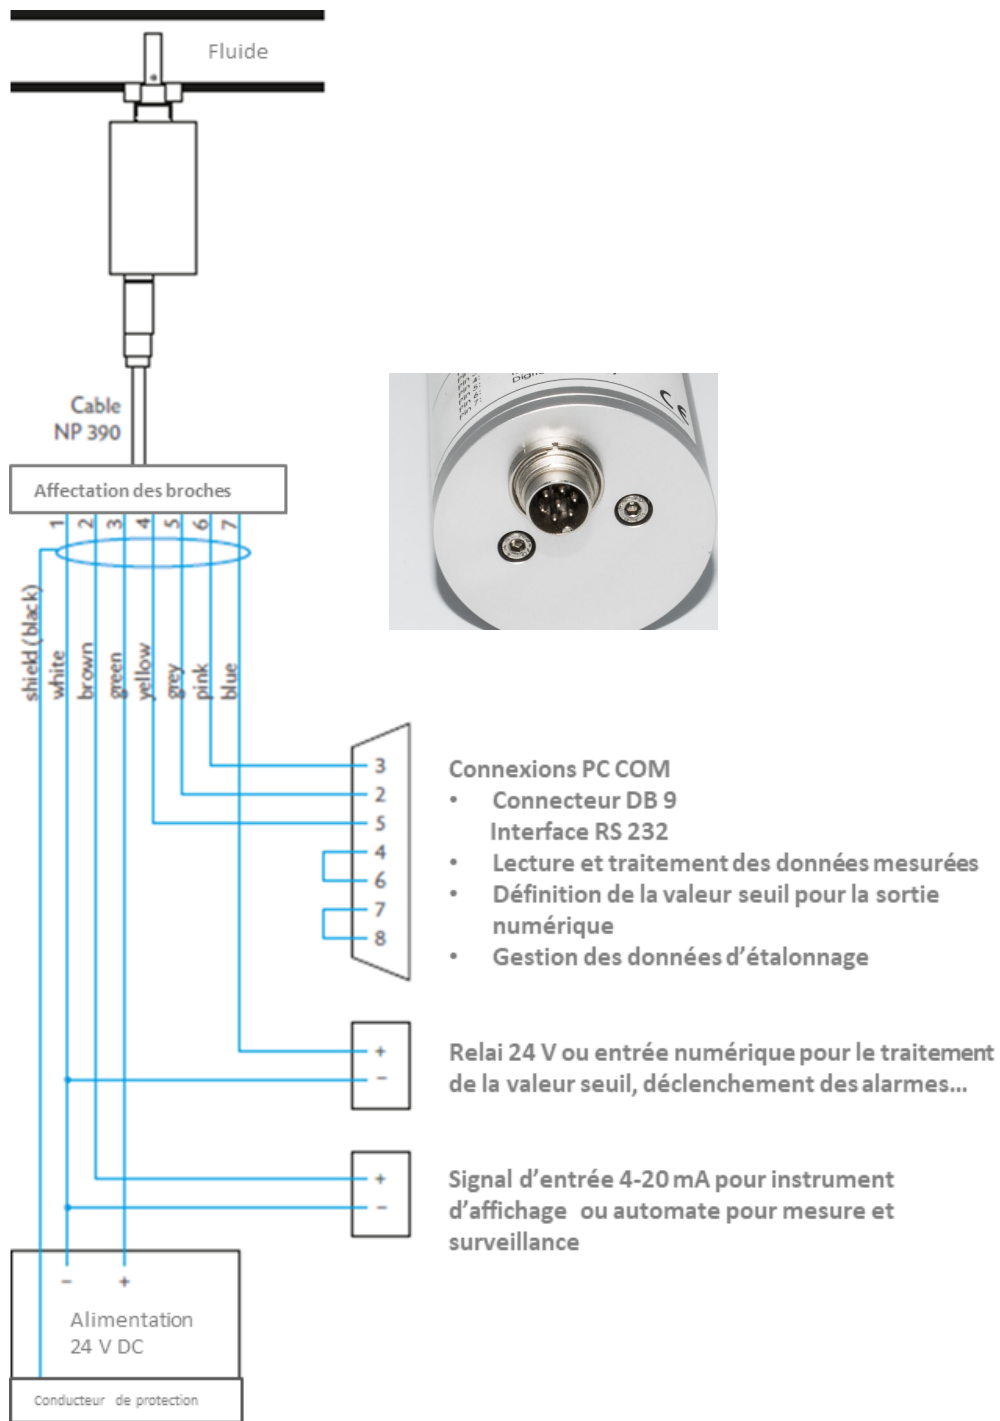 Fluide
Cable
NP 390
Affectation des broches
1 2 3 4 5 6 7
shield (black)
white
brown
green
yellow
grey
pink
blue
3
2
5
4
6
7
8
Connexions PC COM
• Connecteur DB 9
Interface RS 232
• Lecture et traitement des données mesurées
• Définition de la valeur seuil pour la sortie
numérique
• Gestion des données d'étalonnage
+
–
Relai 24 V ou entrée numérique pour le traitement
de la valeur seuil, déclenchement des alarmes...
+
–
Signal d'entrée 4-20 mA pour instrument
d'affichage ou automate pour mesure et
surveillance
– +
Alimentation
24 V DC
Conducteur de protection
CE